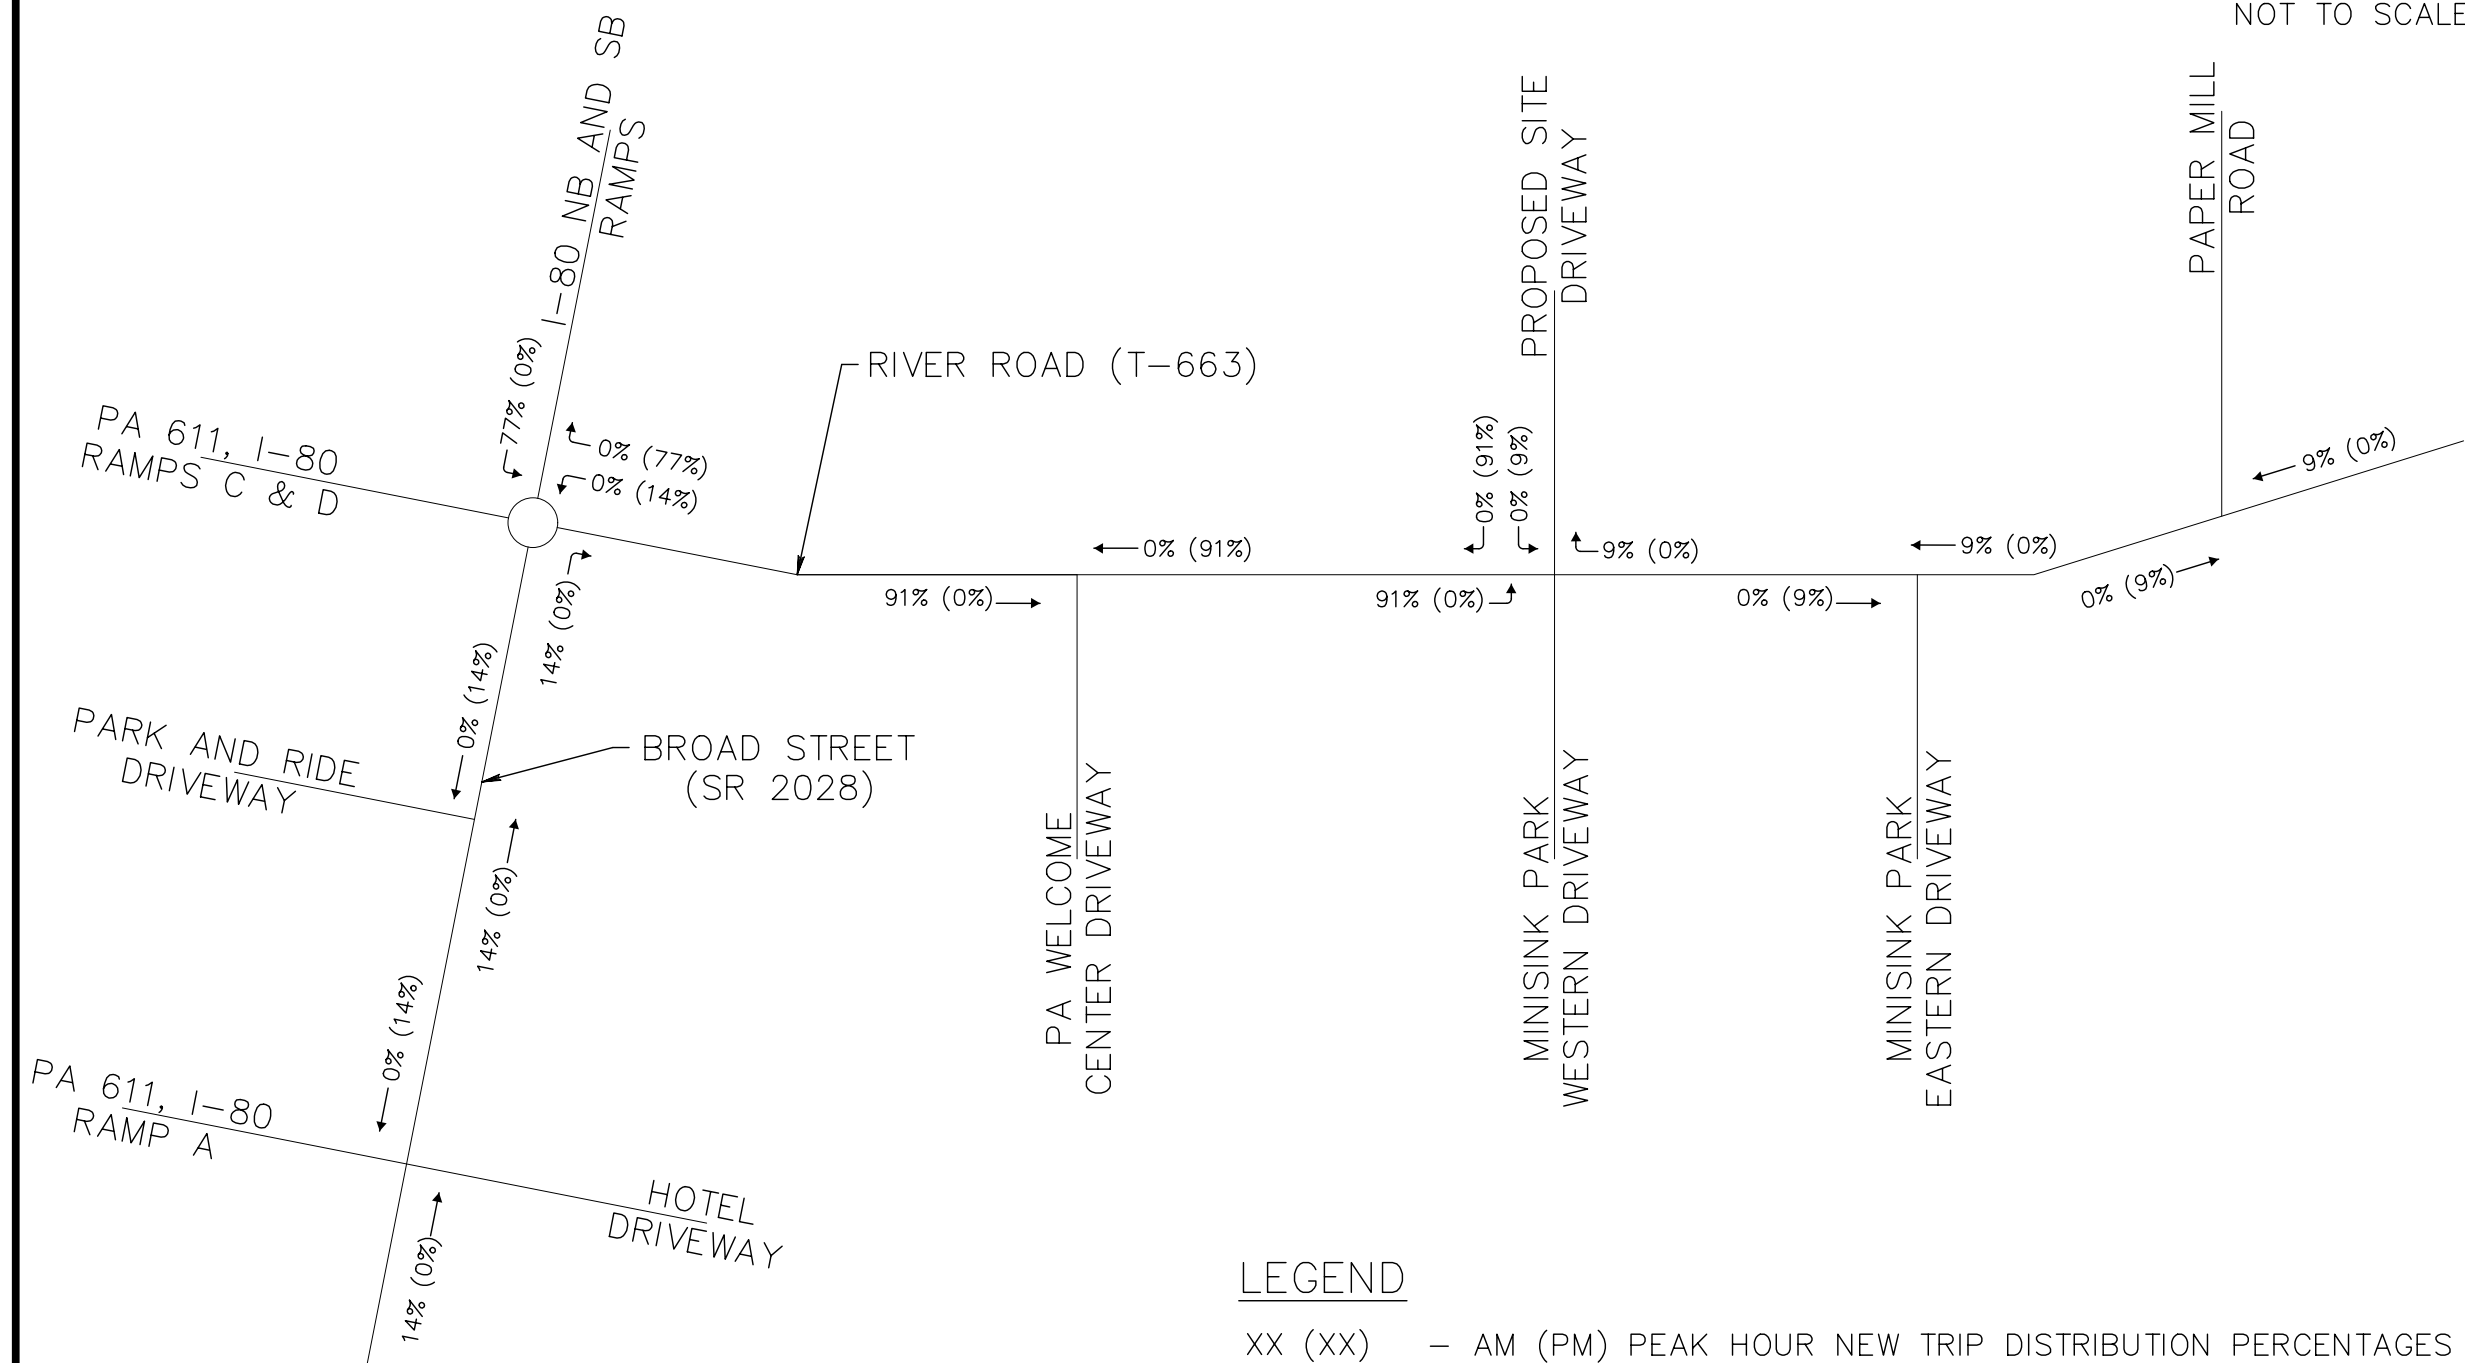 NOT TO SCALE
I-80 NB AND SB
RAMPS
PROPOSED SITE
DRIVEWAY
PAPER MILL
ROAD
RIVER ROAD (T-663)
PA 611, I-80
RAMPS C & D
77% (0%)
0% (77%)
0% (14%)
14% (0%)
0% (91%)
91% (0%)
0% (91%)
0% (9%)
9% (0%)
91% (0%)
0% (9%)
9% (0%)
9% (0%)
0% (9%)
0% (14%)
PARK AND RIDE
DRIVEWAY
BROAD STREET
(SR 2028)
14% (0%)
0% (14%)
PA WELCOME
CENTER DRIVEWAY
MINISINK PARK
WESTERN DRIVEWAY
MINISINK PARK
EASTERN DRIVEWAY
PA 611, I-80
RAMP A
HOTEL
DRIVEWAY
14% (0%)
LEGEND
XX (XX) - AM (PM) PEAK HOUR NEW TRIP DISTRIBUTION PERCENTAGES